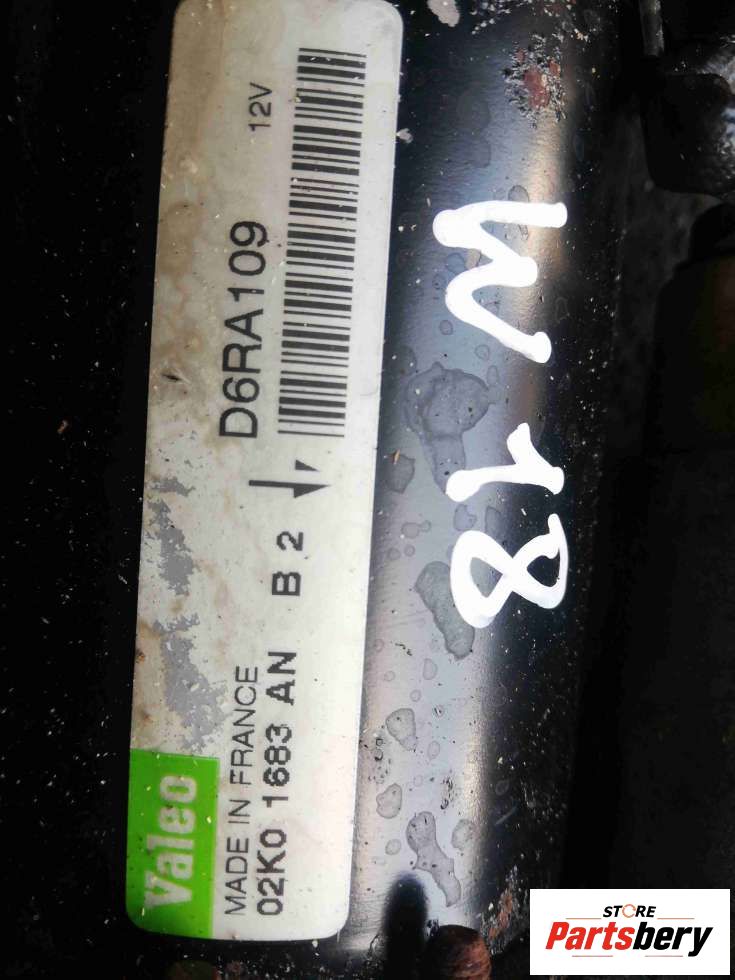 Valeo
MADE IN FRANCE
02K0 1683 AN B 2
D6RA109
12V
W 18
STORE
Partsbery